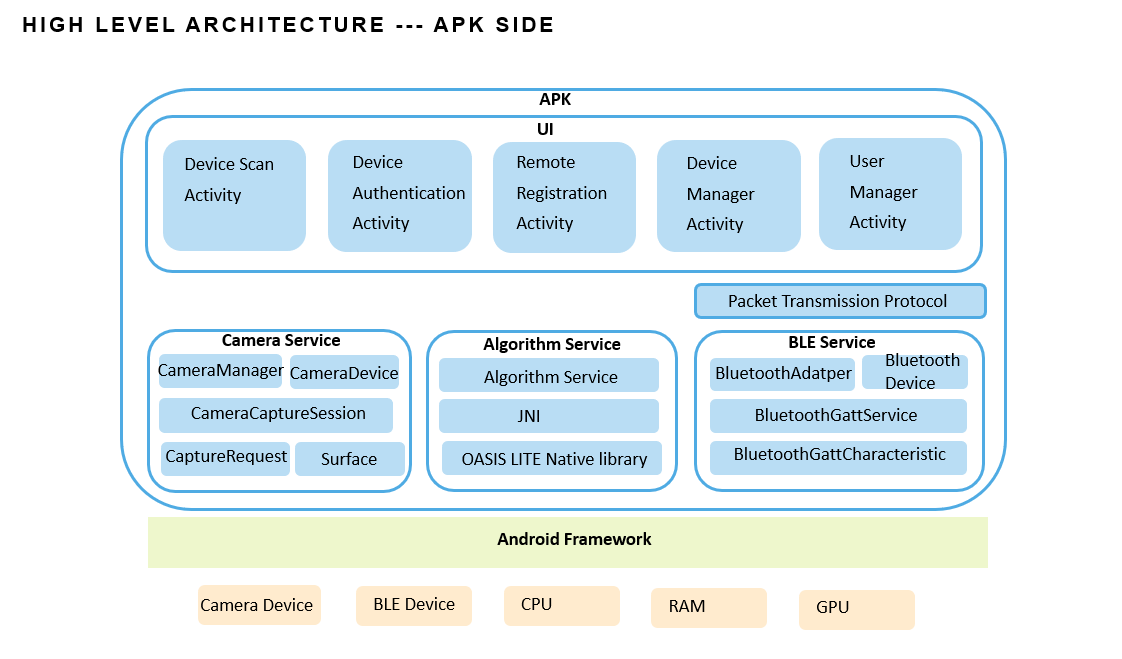 HIGH LEVEL ARCHITECTURE --- APK SIDE
APK
UI
Device Scan
Activity
Device
Authentication
Activity
Remote
Registration
Activity
Device
Manager
Activity
User
Manager
Activity
Packet Transmission Protocol
Camera Service
CameraManager
CameraDevice
CameraCaptureSession
CaptureRequest
Surface
Algorithm Service
Algorithm Service
JNI
OASIS LITE Native library
BLE Service
BluetoothAdatper
Bluetooth
Device
BluetoothGattService
BluetoothGattCharacteristic
Android Framework
Camera Device
BLE Device
CPU
RAM
GPU